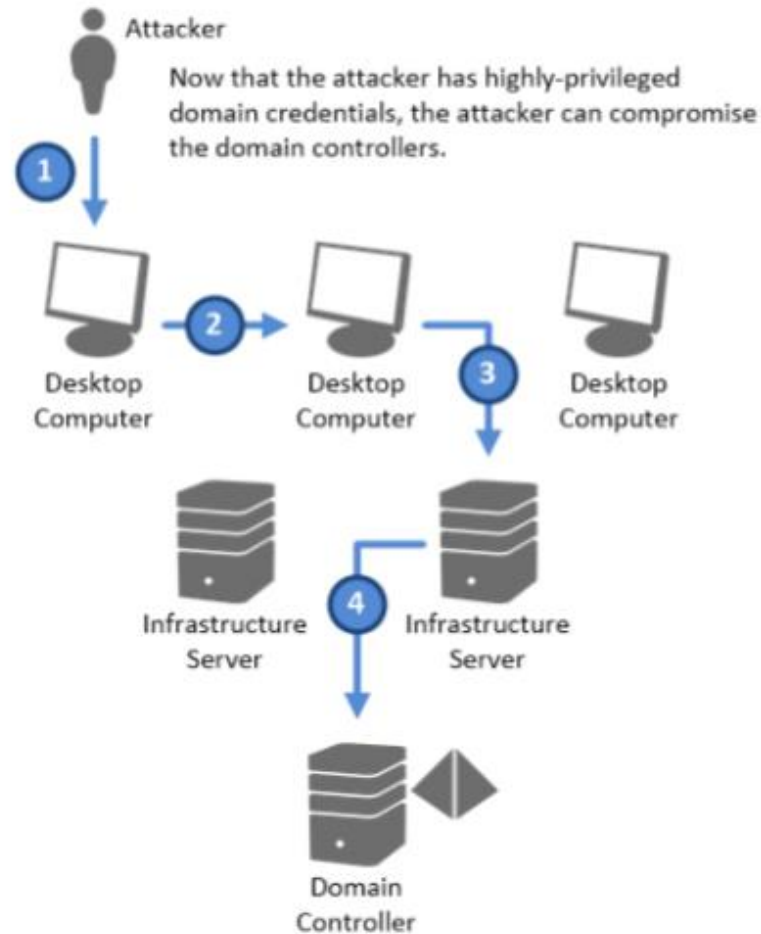 Attacker
Now that the attacker has highly-privileged
domain credentials, the attacker can compromise
the domain controllers.
1
2
3
Desktop
Computer
Desktop
Computer
Desktop
Computer
4
Infrastructure
Server
Infrastructure
Server
Domain
Controller